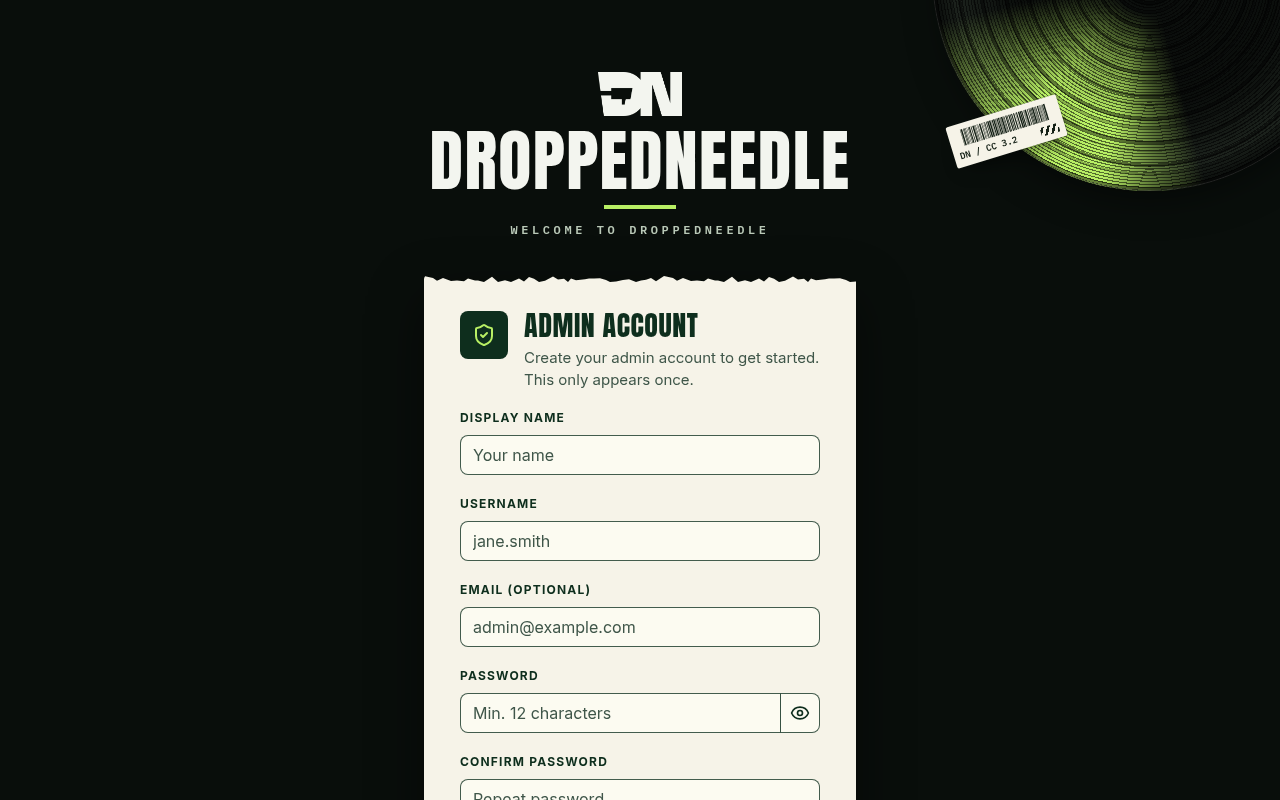 DN
DROPPEDNEEDLE
WELCOME TO DROPPEDNEEDLE
DN / CC 3.2
ADMIN ACCOUNT
Create your admin account to get started.
This only appears once.
DISPLAY NAME
Your name
USERNAME
jane.smith
EMAIL (OPTIONAL)
admin@example.com
PASSWORD
Min. 12 characters
CONFIRM PASSWORD
Repeat password